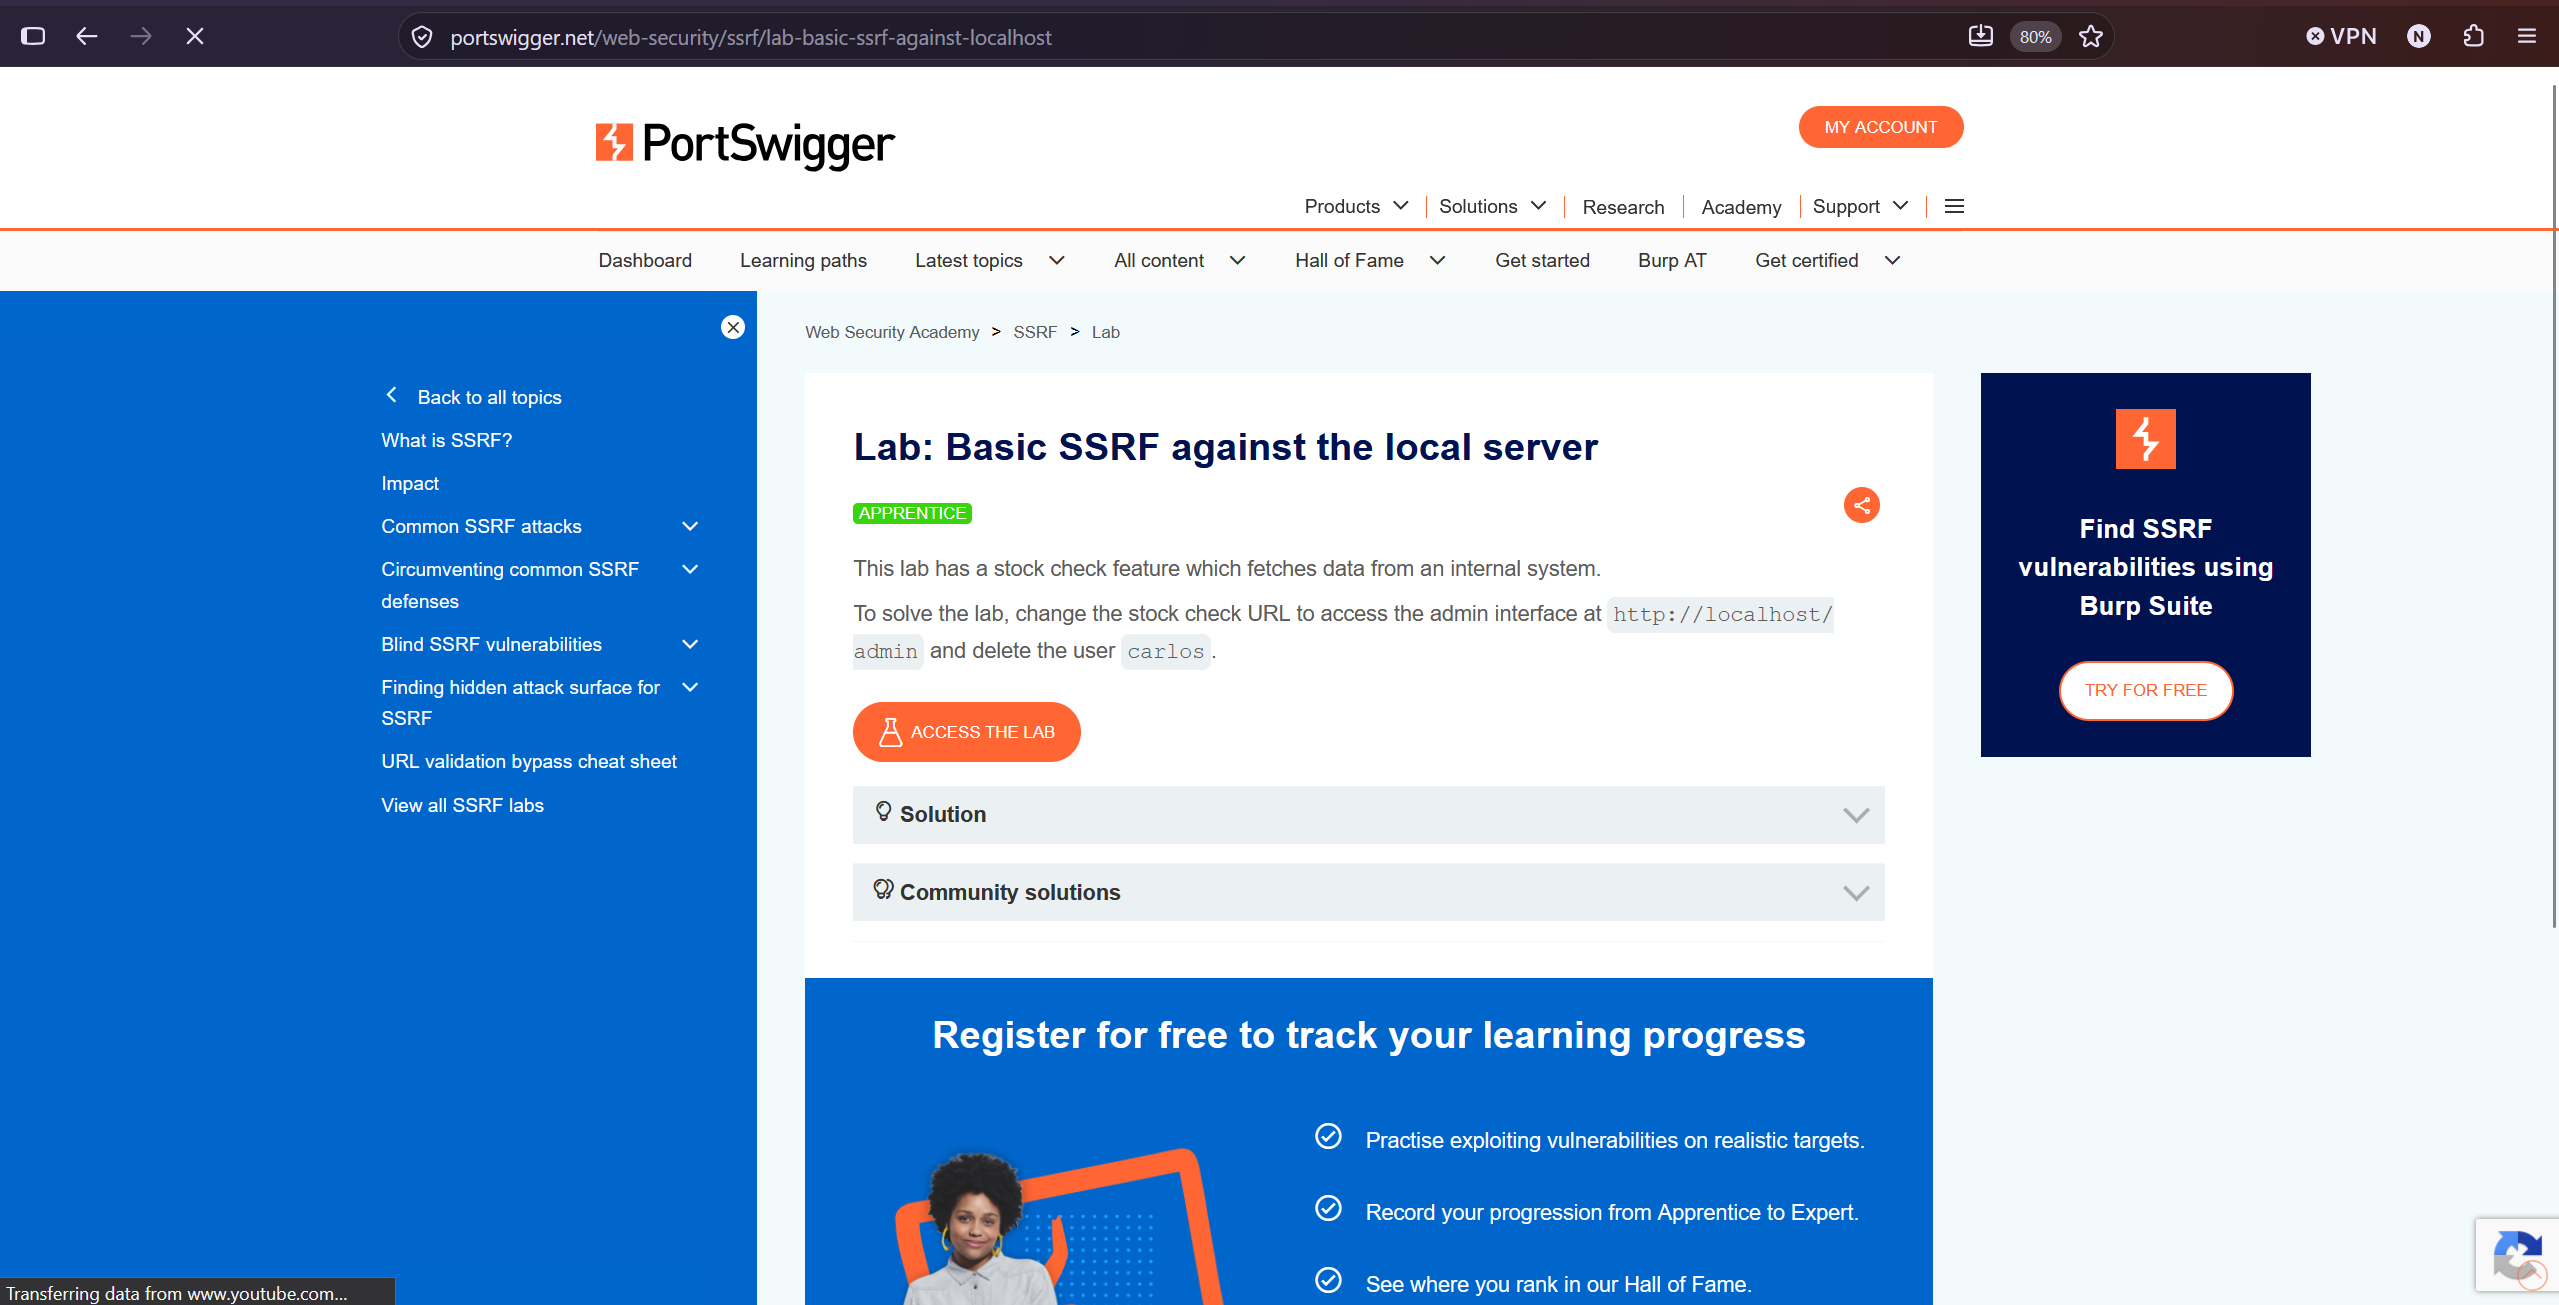 portswigger.net/web-security/ssrf/lab-basic-ssrf-against-localhost
80%
VPN
N
PortSwigger
MY ACCOUNT
Products
Solutions
Research
Academy
Support
Dashboard
Learning paths
Latest topics
All content
Hall of Fame
Get started
Burp AT
Get certified
Back to all topics
What is SSRF?
Impact
Common SSRF attacks
Circumventing common SSRF
defenses
Blind SSRF vulnerabilities
Finding hidden attack surface for
SSRF
URL validation bypass cheat sheet
View all SSRF labs
Web Security Academy > SSRF > Lab
Lab: Basic SSRF against the local server
APPRENTICE
This lab has a stock check feature which fetches data from an internal system.
To solve the lab, change the stock check URL to access the admin interface at http://localhost/
admin and delete the user carlos.
ACCESS THE LAB
Solution
Community solutions
Find SSRF
vulnerabilities using
Burp Suite
TRY FOR FREE
Register for free to track your learning progress
Practise exploiting vulnerabilities on realistic targets.
Record your progression from Apprentice to Expert.
See where you rank in our Hall of Fame.
Transferring data from www.youtube.com...